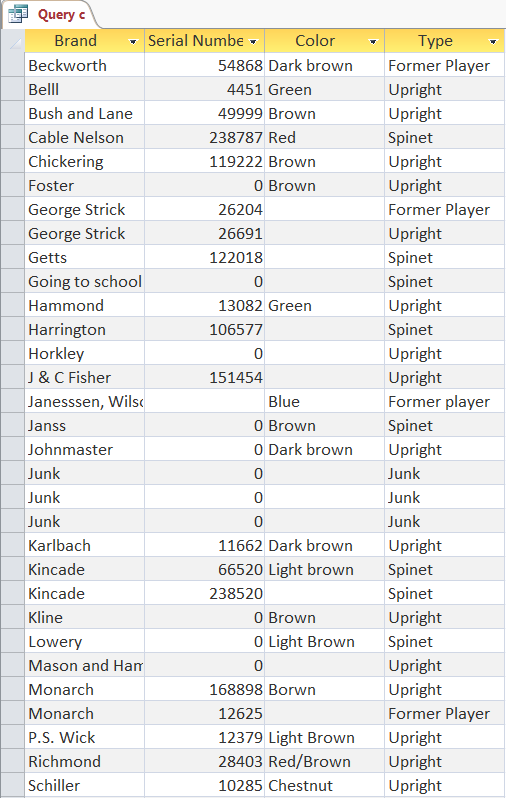 Query c
Brand Serial Numbe Color Type
Beckworth 54868 Dark brown Former Player
Belll 4451 Green Upright
Bush and Lane 49999 Brown Upright
Cable Nelson 238787 Red Spinet
Chickering 119222 Brown Upright
Foster 0 Brown Upright
George Strick 26204 Former Player
George Strick 26691 Upright
Getts 122018 Spinet
Going to school 0 Spinet
Hammond 13082 Green Upright
Harrington 106577 Spinet
Horkley 0 Upright
J & C Fisher 151454 Upright
Janesssen, Wilso Blue Former player
Janss 0 Brown Spinet
Johnmaster 0 Dark brown Upright
Junk 0 Junk
Junk 0 Junk
Junk 0 Junk
Karlbach 11662 Dark brown Upright
Kincade 66520 Light brown Spinet
Kincade 238520 Spinet
Kline 0 Brown Upright
Lowery 0 Light Brown Spinet
Mason and Ham 0 Upright
Monarch 168898 Borwn Upright
Monarch 12625 Former Player
P.S. Wick 12379 Light Brown Upright
Richmond 28403 Red/Brown Upright
Schiller 10285 Chestnut Upright